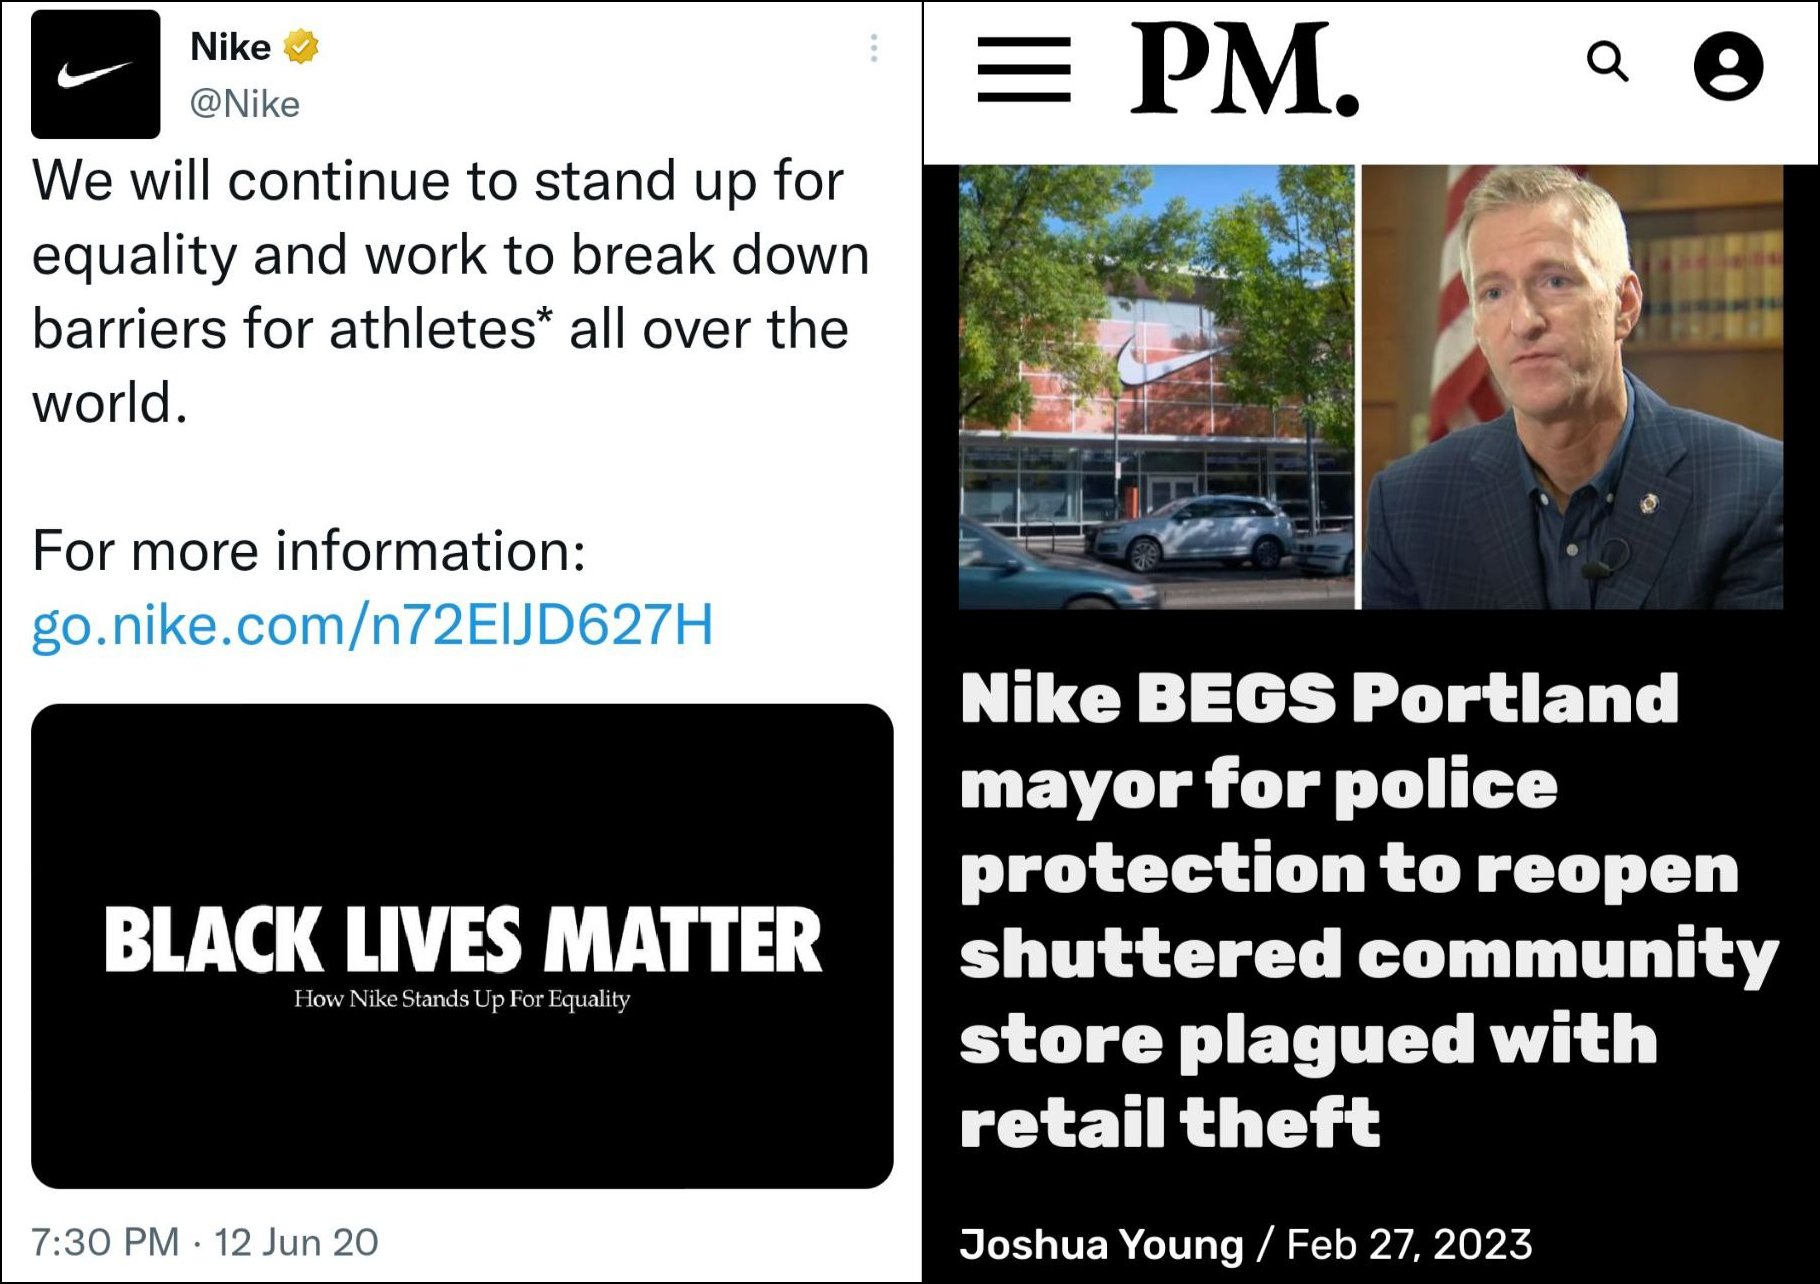 Nike
@Nike
We will continue to stand up for
equality and work to break down
barriers for athletes* all over the
world.
For more information:
go.nike.com/n72ElJD627H
BLACK LIVES MATTER
How Nike Stands Up For Equality
7:30 PM · 12 Jun 20
PM.
Nike BEGS Portland
mayor for police
protection to reopen
shuttered community
store plagued with
retail theft
Joshua Young / Feb 27, 2023